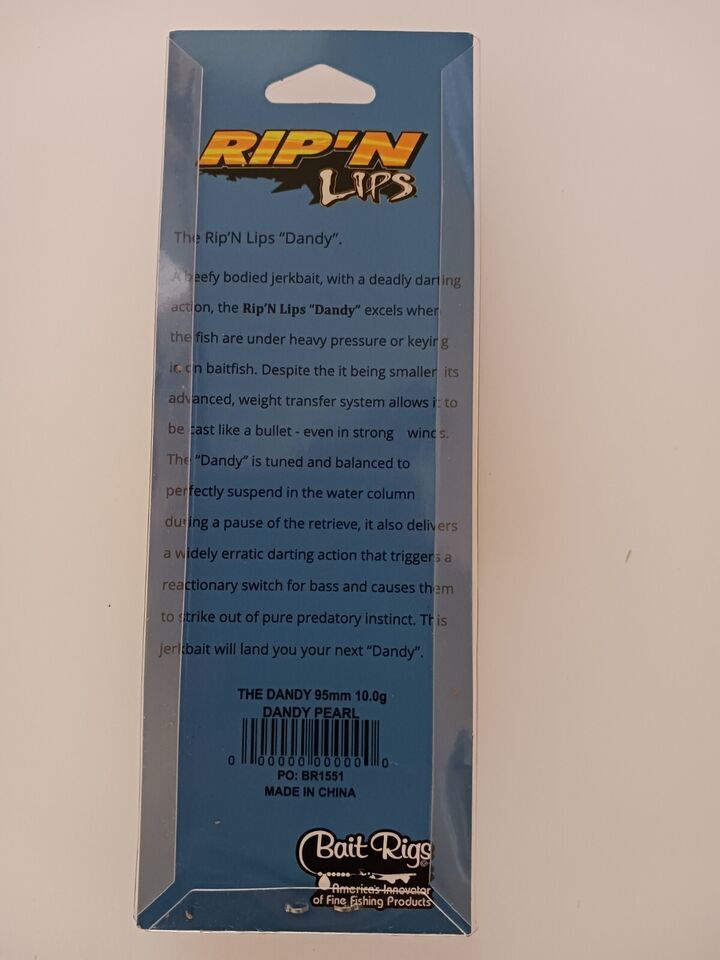 RIP'N
LIPS
The Rip'N Lips "Dandy".
A beefy bodied jerkbait, with a deadly darting
action, the Rip'N Lips "Dandy" excels when
the fish are under heavy pressure or keying
in on baitfish. Despite the it being smaller its
advanced, weight transfer system allows it to
be cast like a bullet - even in strong winds.
The "Dandy" is tuned and balanced to
perfectly suspend in the water column
during a pause of the retrieve, it also delivers
a widely erratic darting action that triggers a
reactionary switch for bass and causes them
to strike out of pure predatory instinct. This
jerkbait will land you your next "Dandy".
THE DANDY 95mm 10.0g
DANDY PEARL
0 00000 00000 0
PO: BR1551
MADE IN CHINA
Bait Rigs
America's Innovator
of Fine Fishing Products